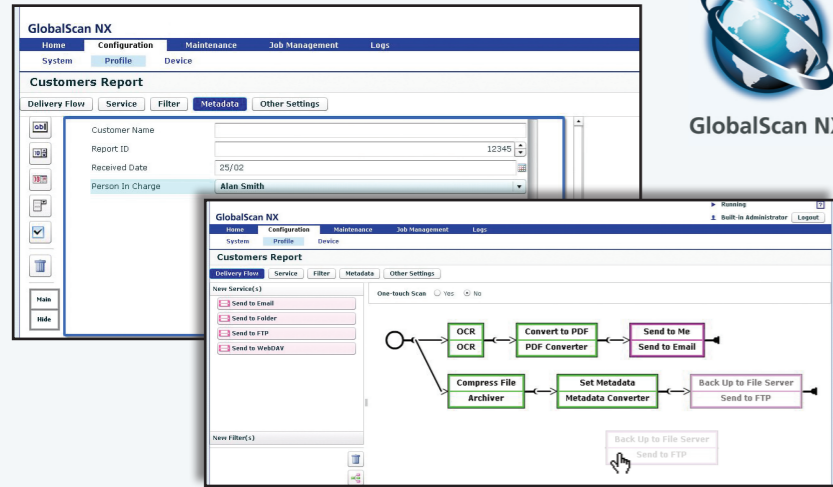 GlobalScan NX
Home Configuration Maintenance Job Management Logs
System Profile Device
Customers Report
Delivery Flow Service Filter Metadata Other Settings
Customer Name
Report ID 12345
Received Date 25/02
Person In Charge Alan Smith
Main
Hide
GlobalScan NX
Running
GlobalScan NX Built-in Administrator Logout
Home Configuration Maintenance Job Management Logs
System Profile Device
Customers Report
Delivery Flow Service Filter Metadata Other Settings
New Service(s)
Send to Email
Send to Folder
Send to FTP
Send to WebDAV
New Filter(s)
One-touch Scan Yes No
OCR Convert to PDF Send to Me
OCR PDF Converter Send to Email
Compress File Set Metadata Back Up to File Server
Archiver Metadata Converter Send to FTP
Back Up to File Server
Send to FTP